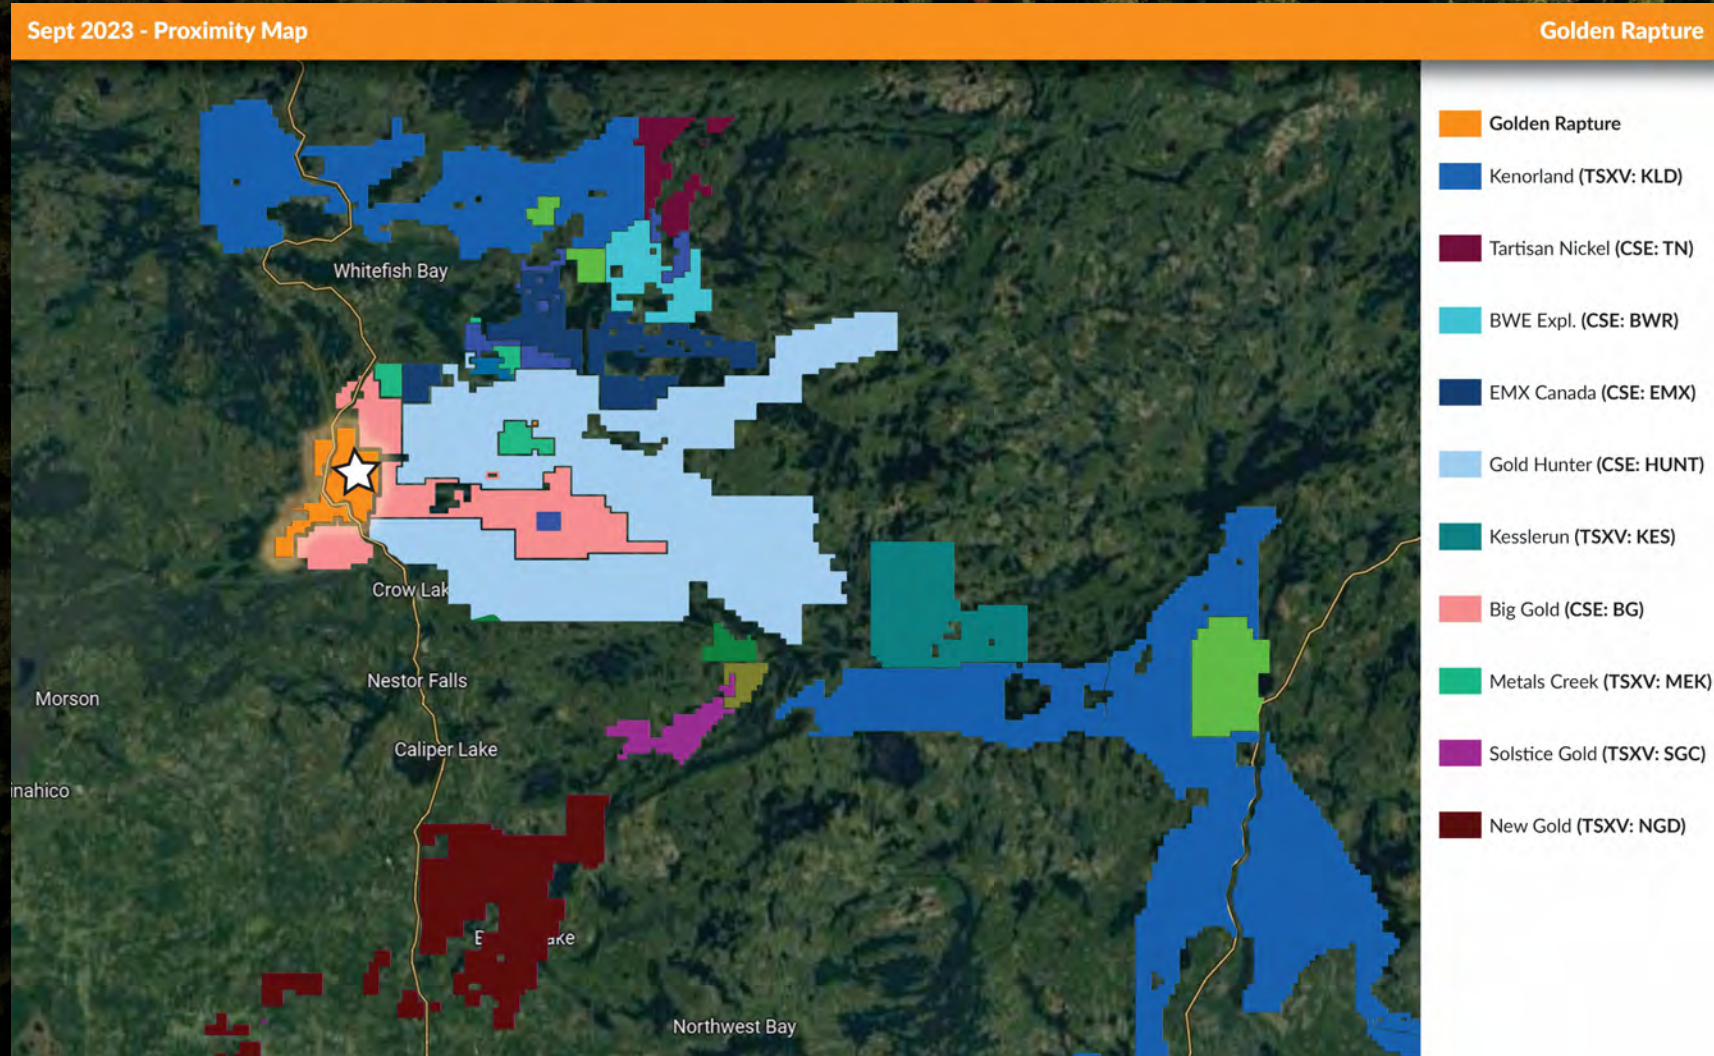 Sept 2023 - Proximity Map
Golden Rapture
Golden Rapture
Kenorland (TSXV: KLD)
Tartisan Nickel (CSE: TN)
BWE Expl. (CSE: BWR)
EMX Canada (CSE: EMX)
Gold Hunter (CSE: HUNT)
Kesslerun (TSXV: KES)
Big Gold (CSE: BG)
Metals Creek (TSXV: MEK)
Solstice Gold (TSXV: SGC)
New Gold (TSXV: NGD)
Whitefish Bay
Crow Lak
Nestor Falls
Morson
Caliper Lake
inahico
Northwest Bay